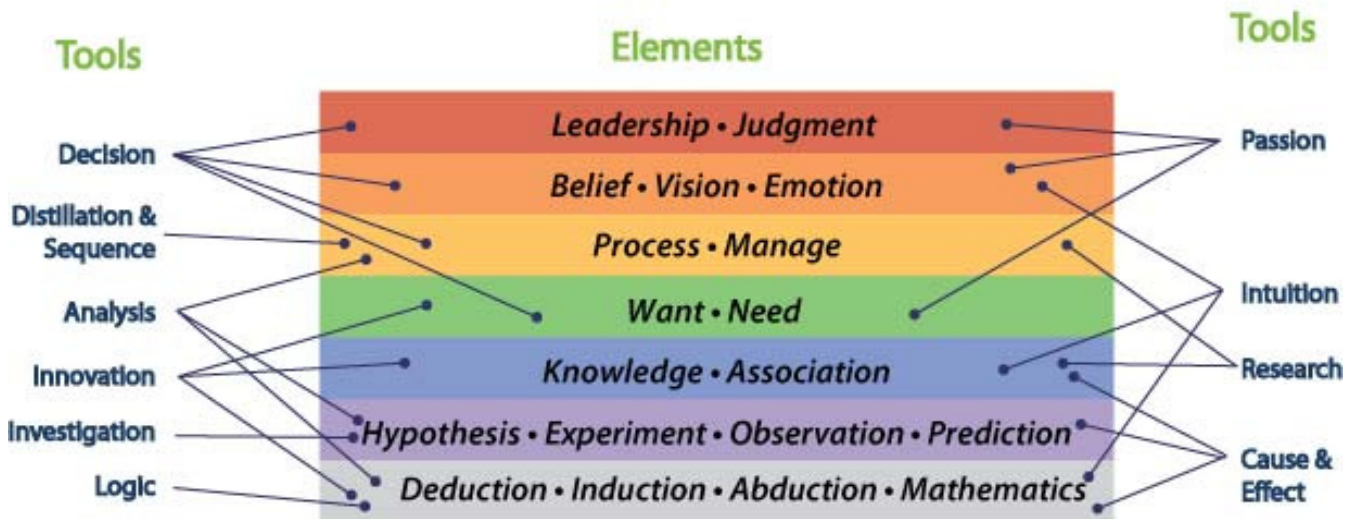 Tools
Elements
Tools
Decision
Distillation &
Sequence
Analysis
Innovation
Investigation
Logic
Leadership • Judgment
Belief • Vision • Emotion
Process • Manage
Want • Need
Knowledge • Association
Hypothesis • Experiment • Observation • Prediction
Deduction • Induction • Abduction • Mathematics
Passion
Intuition
Research
Cause &
Effect